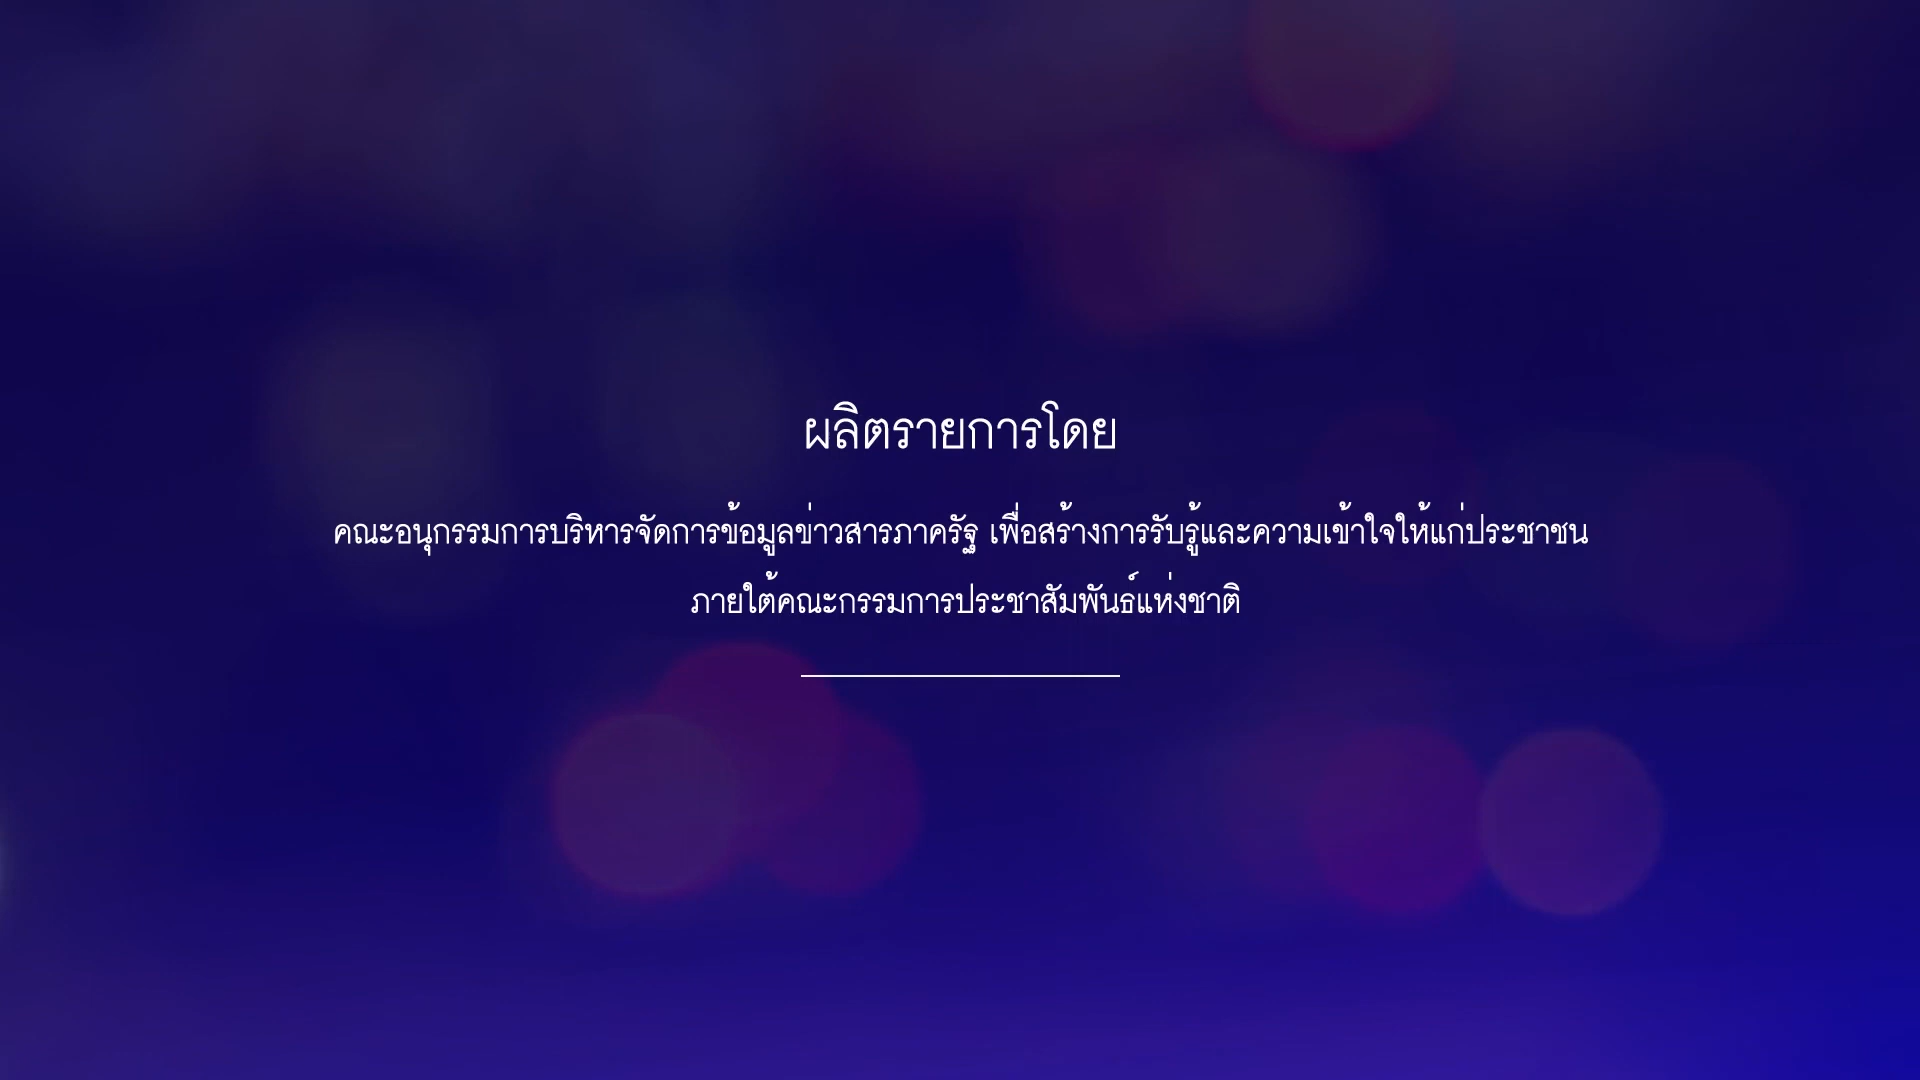 ผลิตรายการโดย
คณะอนุกรรมการบริหารจัดการข้อมูลข่าวสารภาครัฐ เพื่อสร้างการรับรู้และความเข้าใจให้แก่ประชาชน
ภายใต้คณะกรรมการประชาสัมพันธ์แห่งชาติ